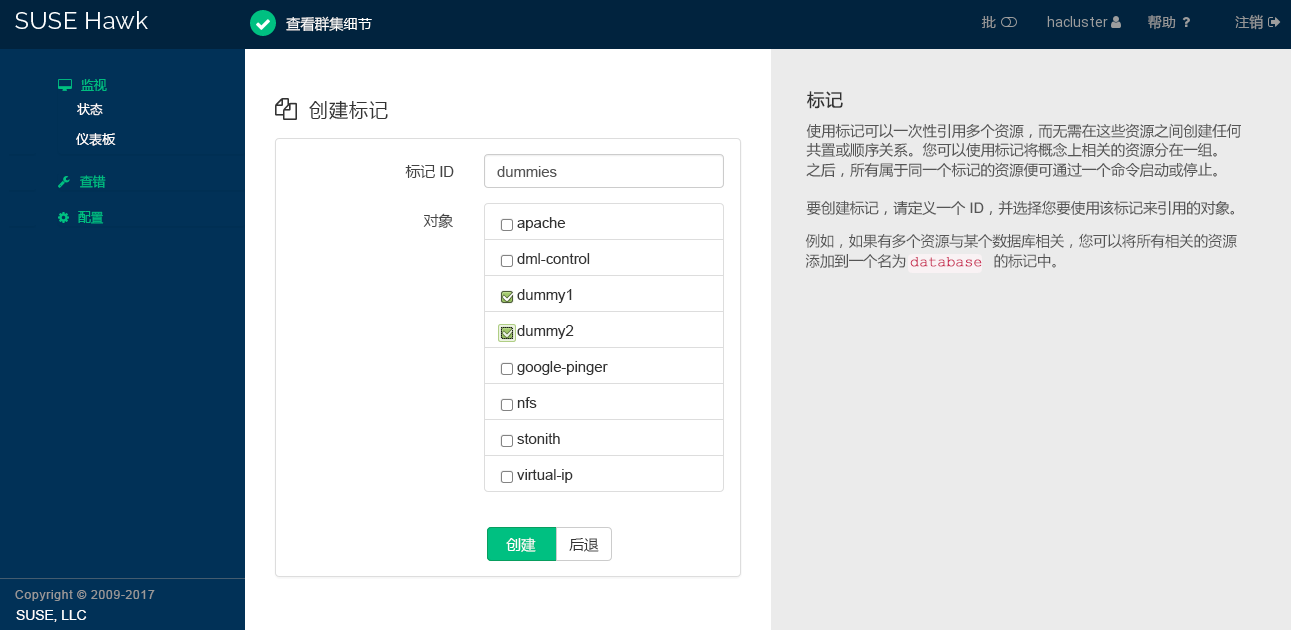 SUSE Hawk
查看群集细节
批
hacluster
帮助 ?
注销
监视
状态
仪表板
查错
配置
Copyright © 2009-2017
SUSE, LLC
创建标记
标记 ID
dummies
对象
apache
dml-control
dummy1
dummy2
google-pinger
nfs
stonith
virtual-ip
创建
后退
标记
使用标记可以一次性引用多个资源，而无需在这些资源之间创建任何
共置或顺序关系。您可以使用标记将概念上相关的资源分在一组。
之后，所有属于同一个标记的资源便可通过一个命令启动或停止。
要创建标记，请定义一个 ID，并选择您要使用该标记来引用的对象。
例如，如果有多个资源与某个数据库相关，您可以将所有相关的资源
添加到一个名为 database 的标记中。